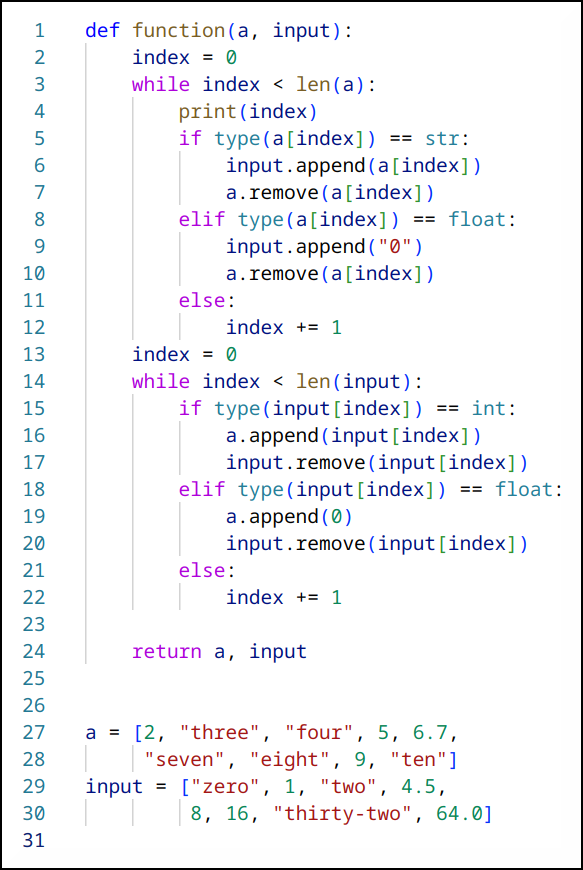 1 def function(a, input):
2 index = 0
3 while index < len(a):
4 print(index)
5 if type(a[index]) == str:
6 input.append(a[index])
7 a.remove(a[index])
8 elif type(a[index]) == float:
9 input.append("0")
10 a.remove(a[index])
11 else:
12 index += 1
13 index = 0
14 while index < len(input):
15 if type(input[index]) == int:
16 a.append(input[index])
17 input.remove(input[index])
18 elif type(input[index]) == float:
19 a.append(0)
20 input.remove(input[index])
21 else:
22 index += 1
23
24 return a, input
25
26
27 a = [2, "three", "four", 5, 6.7,
28 "seven", "eight", 9, "ten"]
29 input = ["zero", 1, "two", 4.5,
30 8, 16, "thirty-two", 64.0]
31